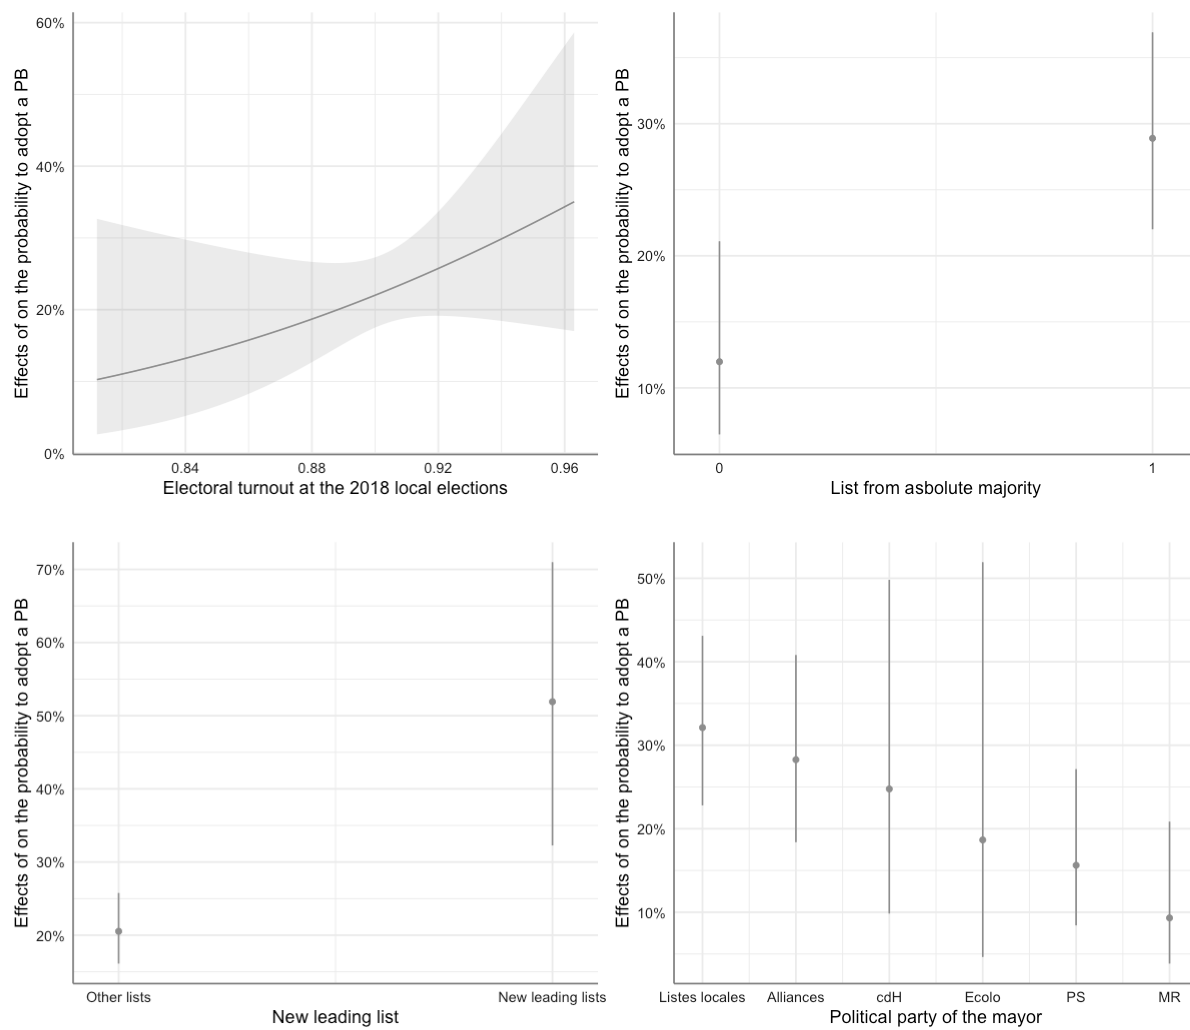 Effects of on the probability to adopt a PB
60%
40%
20%
0%
0.84 0.88 0.92 0.96
Electoral turnout at the 2018 local elections
Effects of on the probability to adopt a PB
30%
20%
10%
0 1
List from asbolute majority
Effects of on the probability to adopt a PB
70%
60%
50%
40%
30%
20%
Other lists New leading lists
New leading list
Effects of on the probability to adopt a PB
50%
40%
30%
20%
10%
Listes locales Alliances cdH Ecolo PS MR
Political party of the mayor